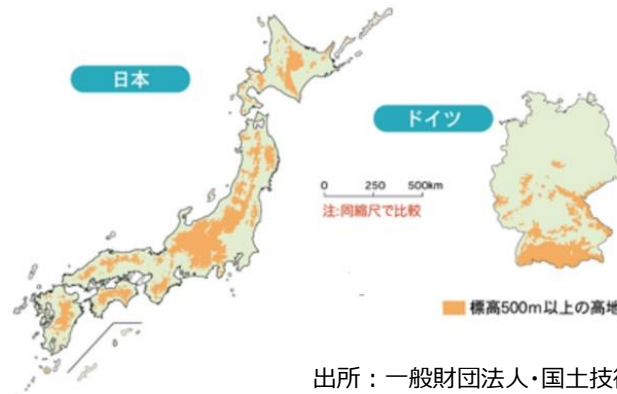 日本
ドイツ
0 250 500km
注:同縮尺で比較
標高500m以上の高地
出所：一般財団法人・国土技